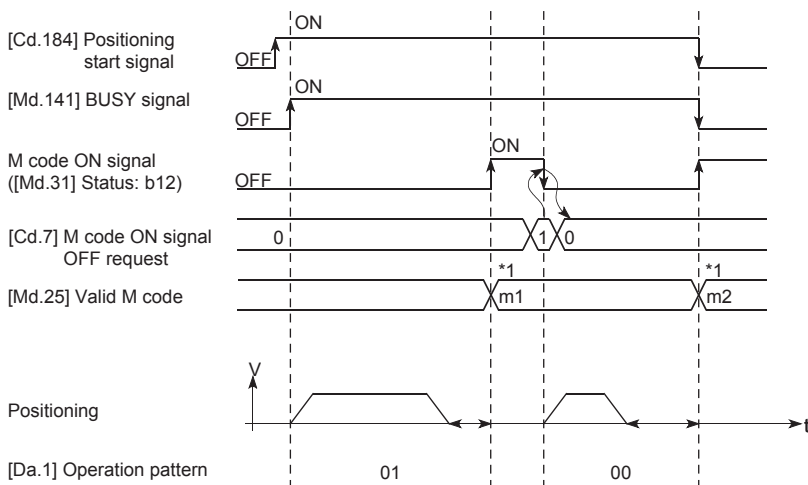 ON
[Cd.184] Positioning
start signal
OFF
[Md.141] BUSY signal
ON
OFF
M code ON signal
([Md.31] Status: b12)
ON
OFF
[Cd.7] M code ON signal
OFF request
0
1
0
*1
*1
[Md.25] Valid M code
m1
m2
V
Positioning
t
[Da.1] Operation pattern
01
00